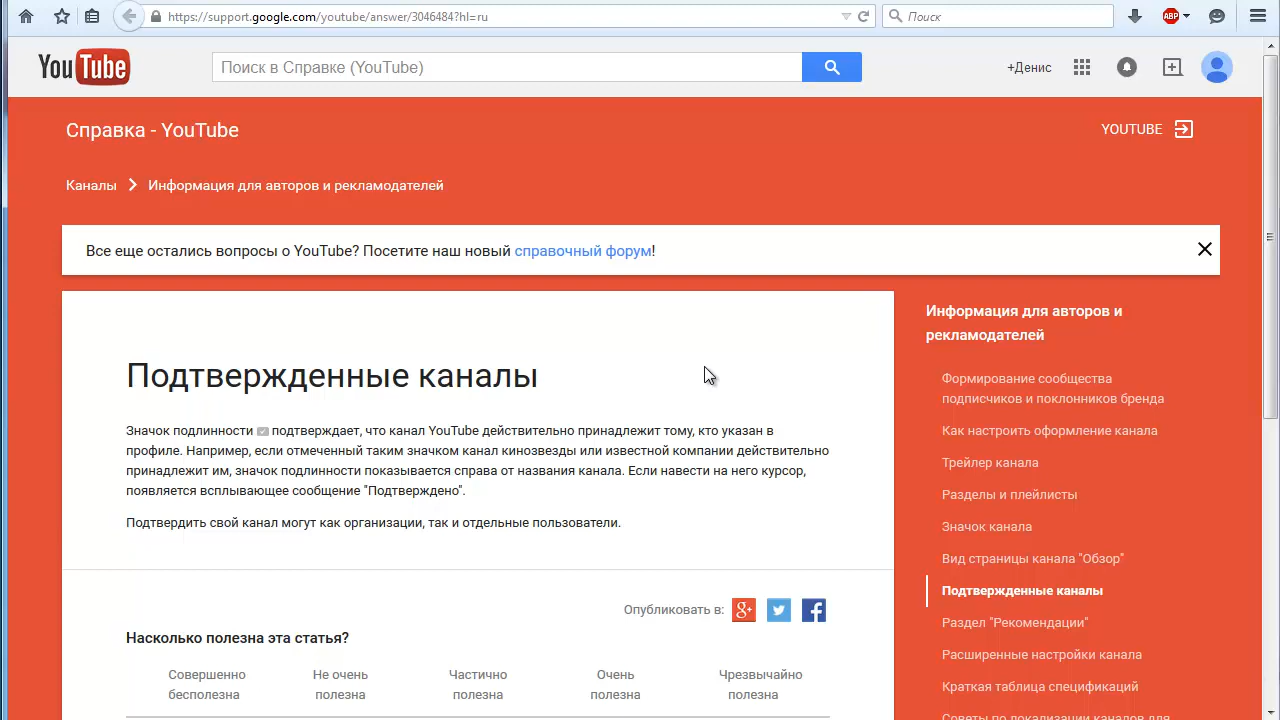 https://support.google.com/youtube/answer/3046484?hl=ru
Поиск
ABP
YouTube
Поиск в Справке (YouTube)
+Денис
Справка - YouTube
YOUTUBE
Каналы
Информация для авторов и рекламодателей
Все еще остались вопросы о YouTube? Посетите наш новый справочный форум!
Подтвержденные каналы
Значок подлинности подтверждает, что канал YouTube действительно принадлежит тому, кто указан в
профиле. Например, если отмеченный таким значком канал кинозвезды или известной компании действительно
принадлежит им, значок подлинности показывается справа от названия канала. Если навести на него курсор,
появляется всплывающее сообщение "Подтверждено".
Подтвердить свой канал могут как организации, так и отдельные пользователи.
Опубликовать в:
g+
f
Насколько полезна эта статья?
Совершенно
бесполезна
Не очень
полезна
Частично
полезна
Очень
полезна
Чрезвычайно
полезна
Информация для авторов и
рекламодателей
Формирование сообщества
подписчиков и поклонников бренда
Как настроить оформление канала
Трейлер канала
Разделы и плейлисты
Значок канала
Вид страницы канала "Обзор"
Подтвержденные каналы
Раздел "Рекомендации"
Расширенные настройки канала
Краткая таблица спецификаций
Советы по локализации каналов для